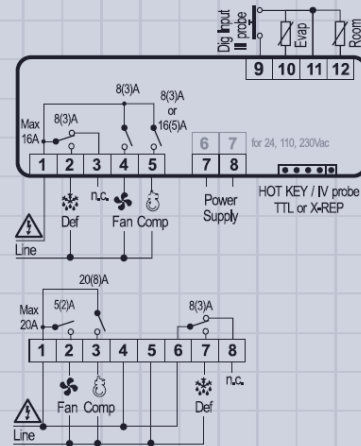 Dig Input
III probe
Evap
Room
9 10 11 12
8(3)A
8(3)A
or
16(5)A
8(3)A
Max
16A
6 7
for 24, 110, 230Vac
1 2 3 4 5 7 8
n.c.
Def
Fan Comp
Power
Supply
HOT KEY / IV probe
TTL or X-REP
Line
20(8)A
Max
20A
5(2)A
8(3)A
1 2 3 4 5 6 7 8
n.c.
Fan Comp
Def
Line